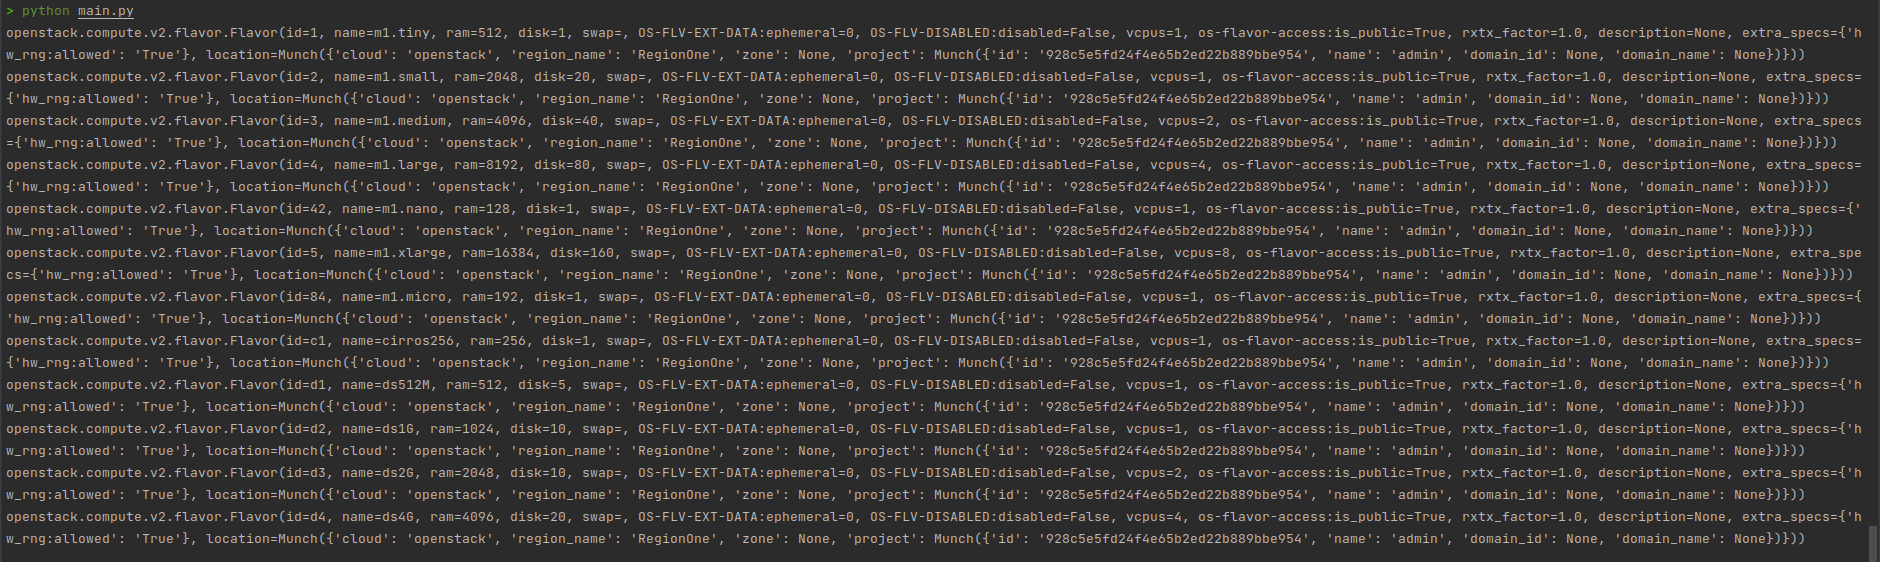 > python main.py
openstack.compute.v2.flavor.Flavor(id=1, name=m1.tiny, ram=512, disk=1, swap=, OS-FLV-EXT-DATA:ephemeral=0, OS-FLV-DISABLED:disabled=False, vcpus=1, os-flavor-access:is_public=True, rxtx_factor=1.0, description=None, extra_specs={'h
w_rng:allowed': 'True'}, location=Munch({'cloud': 'openstack', 'region_name': 'RegionOne', 'zone': None, 'project': Munch({'id': '928c5e5fd24f4e65b2ed22b889bbe954', 'name': 'admin', 'domain_id': None, 'domain_name': None})}))
openstack.compute.v2.flavor.Flavor(id=2, name=m1.small, ram=2048, disk=20, swap=, OS-FLV-EXT-DATA:ephemeral=0, OS-FLV-DISABLED:disabled=False, vcpus=1, os-flavor-access:is_public=True, rxtx_factor=1.0, description=None, extra_specs=
{'hw_rng:allowed': 'True'}, location=Munch({'cloud': 'openstack', 'region_name': 'RegionOne', 'zone': None, 'project': Munch({'id': '928c5e5fd24f4e65b2ed22b889bbe954', 'name': 'admin', 'domain_id': None, 'domain_name': None})}))
openstack.compute.v2.flavor.Flavor(id=3, name=m1.medium, ram=4096, disk=40, swap=, OS-FLV-EXT-DATA:ephemeral=0, OS-FLV-DISABLED:disabled=False, vcpus=2, os-flavor-access:is_public=True, rxtx_factor=1.0, description=None, extra_specs
={'hw_rng:allowed': 'True'}, location=Munch({'cloud': 'openstack', 'region_name': 'RegionOne', 'zone': None, 'project': Munch({'id': '928c5e5fd24f4e65b2ed22b889bbe954', 'name': 'admin', 'domain_id': None, 'domain_name': None})}))
openstack.compute.v2.flavor.Flavor(id=4, name=m1.large, ram=8192, disk=80, swap=, OS-FLV-EXT-DATA:ephemeral=0, OS-FLV-DISABLED:disabled=False, vcpus=4, os-flavor-access:is_public=True, rxtx_factor=1.0, description=None, extra_specs=
{'hw_rng:allowed': 'True'}, location=Munch({'cloud': 'openstack', 'region_name': 'RegionOne', 'zone': None, 'project': Munch({'id': '928c5e5fd24f4e65b2ed22b889bbe954', 'name': 'admin', 'domain_id': None, 'domain_name': None})}))
openstack.compute.v2.flavor.Flavor(id=42, name=m1.nano, ram=128, disk=1, swap=, OS-FLV-EXT-DATA:ephemeral=0, OS-FLV-DISABLED:disabled=False, vcpus=1, os-flavor-access:is_public=True, rxtx_factor=1.0, description=None, extra_specs={'
hw_rng:allowed': 'True'}, location=Munch({'cloud': 'openstack', 'region_name': 'RegionOne', 'zone': None, 'project': Munch({'id': '928c5e5fd24f4e65b2ed22b889bbe954', 'name': 'admin', 'domain_id': None, 'domain_name': None})}))
openstack.compute.v2.flavor.Flavor(id=5, name=m1.xlarge, ram=16384, disk=160, swap=, OS-FLV-EXT-DATA:ephemeral=0, OS-FLV-DISABLED:disabled=False, vcpus=8, os-flavor-access:is_public=True, rxtx_factor=1.0, description=None, extra_spe
cs={'hw_rng:allowed': 'True'}, location=Munch({'cloud': 'openstack', 'region_name': 'RegionOne', 'zone': None, 'project': Munch({'id': '928c5e5fd24f4e65b2ed22b889bbe954', 'name': 'admin', 'domain_id': None, 'domain_name': None})}))
openstack.compute.v2.flavor.Flavor(id=84, name=m1.micro, ram=192, disk=1, swap=, OS-FLV-EXT-DATA:ephemeral=0, OS-FLV-DISABLED:disabled=False, vcpus=1, os-flavor-access:is_public=True, rxtx_factor=1.0, description=None, extra_specs={
'hw_rng:allowed': 'True'}, location=Munch({'cloud': 'openstack', 'region_name': 'RegionOne', 'zone': None, 'project': Munch({'id': '928c5e5fd24f4e65b2ed22b889bbe954', 'name': 'admin', 'domain_id': None, 'domain_name': None})}))
openstack.compute.v2.flavor.Flavor(id=c1, name=cirros256, ram=256, disk=1, swap=, OS-FLV-EXT-DATA:ephemeral=0, OS-FLV-DISABLED:disabled=False, vcpus=1, os-flavor-access:is_public=True, rxtx_factor=1.0, description=None, extra_specs=
{'hw_rng:allowed': 'True'}, location=Munch({'cloud': 'openstack', 'region_name': 'RegionOne', 'zone': None, 'project': Munch({'id': '928c5e5fd24f4e65b2ed22b889bbe954', 'name': 'admin', 'domain_id': None, 'domain_name': None})}))
openstack.compute.v2.flavor.Flavor(id=d1, name=ds512M, ram=512, disk=5, swap=, OS-FLV-EXT-DATA:ephemeral=0, OS-FLV-DISABLED:disabled=False, vcpus=1, os-flavor-access:is_public=True, rxtx_factor=1.0, description=None, extra_specs={'h
w_rng:allowed': 'True'}, location=Munch({'cloud': 'openstack', 'region_name': 'RegionOne', 'zone': None, 'project': Munch({'id': '928c5e5fd24f4e65b2ed22b889bbe954', 'name': 'admin', 'domain_id': None, 'domain_name': None})}))
openstack.compute.v2.flavor.Flavor(id=d2, name=ds1G, ram=1024, disk=10, swap=, OS-FLV-EXT-DATA:ephemeral=0, OS-FLV-DISABLED:disabled=False, vcpus=1, os-flavor-access:is_public=True, rxtx_factor=1.0, description=None, extra_specs={'h
w_rng:allowed': 'True'}, location=Munch({'cloud': 'openstack', 'region_name': 'RegionOne', 'zone': None, 'project': Munch({'id': '928c5e5fd24f4e65b2ed22b889bbe954', 'name': 'admin', 'domain_id': None, 'domain_name': None})}))
openstack.compute.v2.flavor.Flavor(id=d3, name=ds2G, ram=2048, disk=10, swap=, OS-FLV-EXT-DATA:ephemeral=0, OS-FLV-DISABLED:disabled=False, vcpus=2, os-flavor-access:is_public=True, rxtx_factor=1.0, description=None, extra_specs={'h
w_rng:allowed': 'True'}, location=Munch({'cloud': 'openstack', 'region_name': 'RegionOne', 'zone': None, 'project': Munch({'id': '928c5e5fd24f4e65b2ed22b889bbe954', 'name': 'admin', 'domain_id': None, 'domain_name': None})}))
openstack.compute.v2.flavor.Flavor(id=d4, name=ds4G, ram=4096, disk=20, swap=, OS-FLV-EXT-DATA:ephemeral=0, OS-FLV-DISABLED:disabled=False, vcpus=4, os-flavor-access:is_public=True, rxtx_factor=1.0, description=None, extra_specs={'h
w_rng:allowed': 'True'}, location=Munch({'cloud': 'openstack', 'region_name': 'RegionOne', 'zone': None, 'project': Munch({'id': '928c5e5fd24f4e65b2ed22b889bbe954', 'name': 'admin', 'domain_id': None, 'domain_name': None})}))